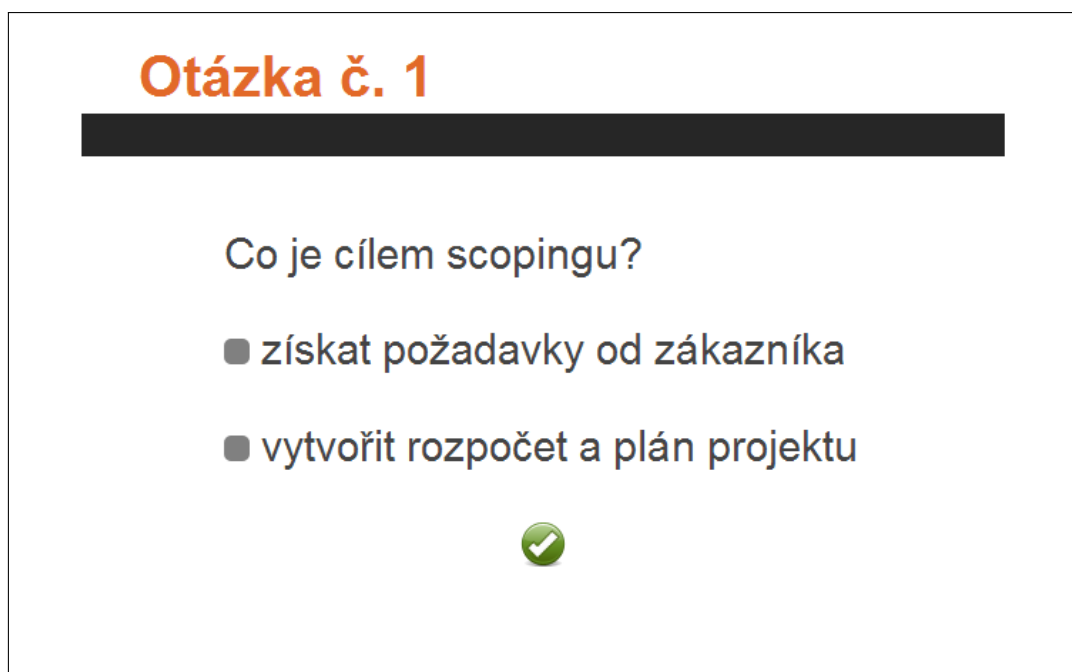 Otázka č. 1
Co je cílem scopingu?
získat požadavky od zákazníka
vytvořit rozpočet a plán projektu